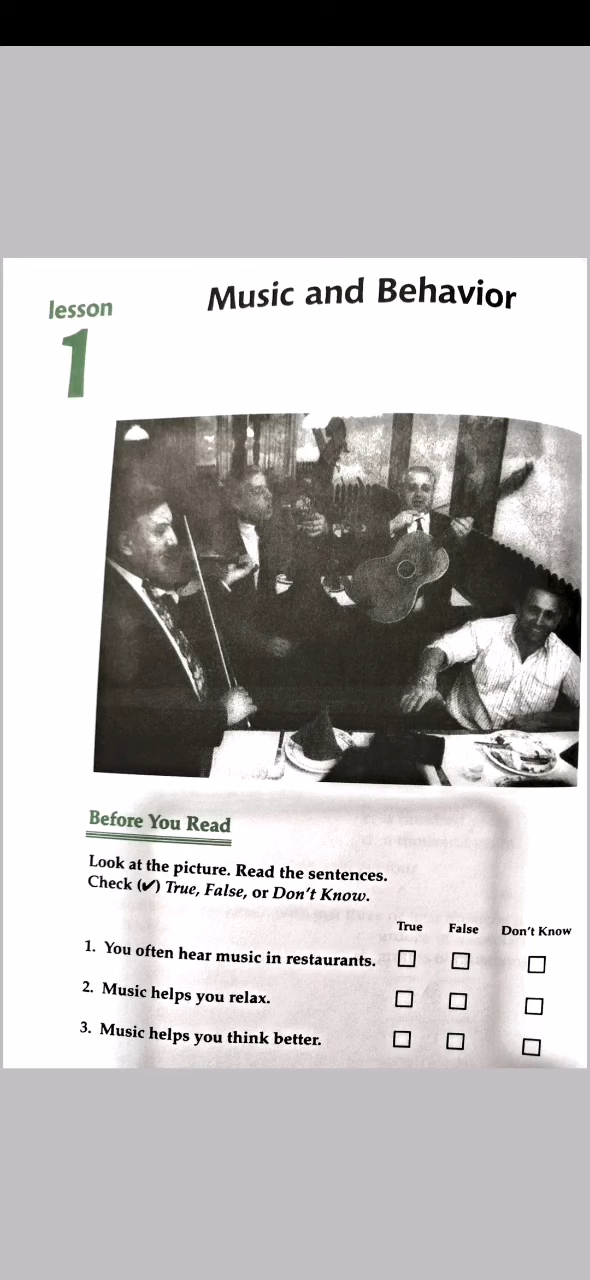 lesson
1
Music and Behavior
Before You Read
Look at the picture. Read the sentences.
Check (✔) True, False, or Don't Know.
True False Don't Know
1. You often hear music in restaurants. ☐ ☐ ☐
2. Music helps you relax. ☐ ☐ ☐
3. Music helps you think better. ☐ ☐ ☐